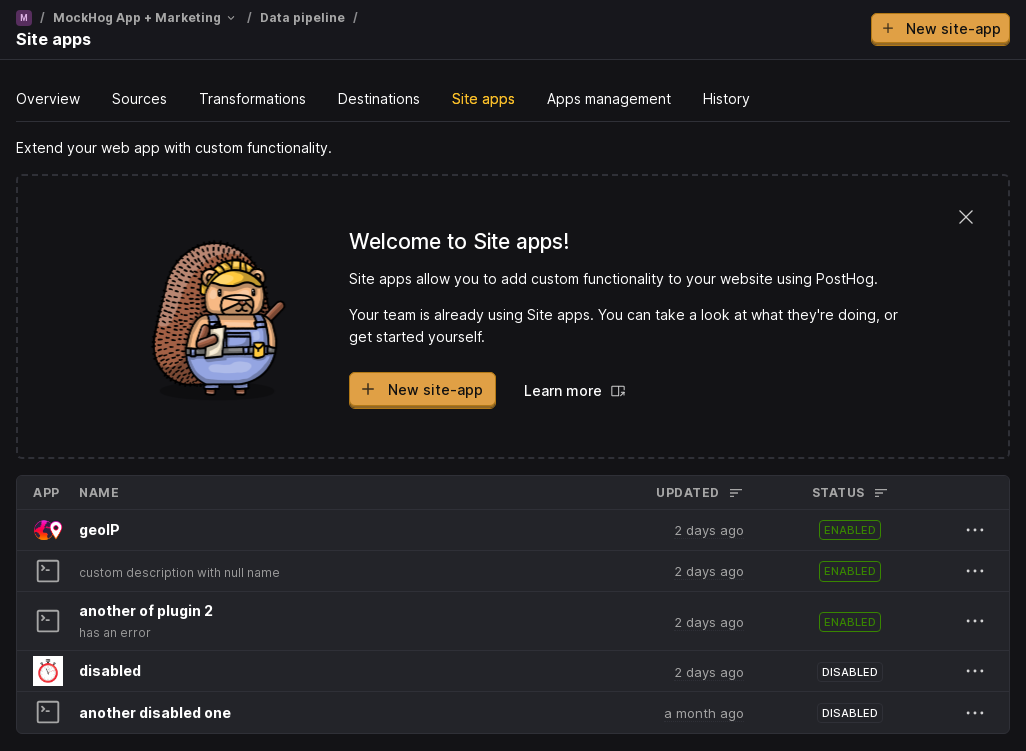 M / MockHog App + Marketing / Data pipeline /
Site apps
New site-app
Overview Sources Transformations Destinations Site apps Apps management History
Extend your web app with custom functionality.
Welcome to Site apps!
Site apps allow you to add custom functionality to your website using PostHog.
Your team is already using Site apps. You can take a look at what they're doing, or
get started yourself.
New site-app Learn more
APP NAME UPDATED STATUS
geoIP 2 days ago ENABLED
custom description with null name 2 days ago ENABLED
another of plugin 2
has an error 2 days ago ENABLED
disabled 2 days ago DISABLED
another disabled one a month ago DISABLED